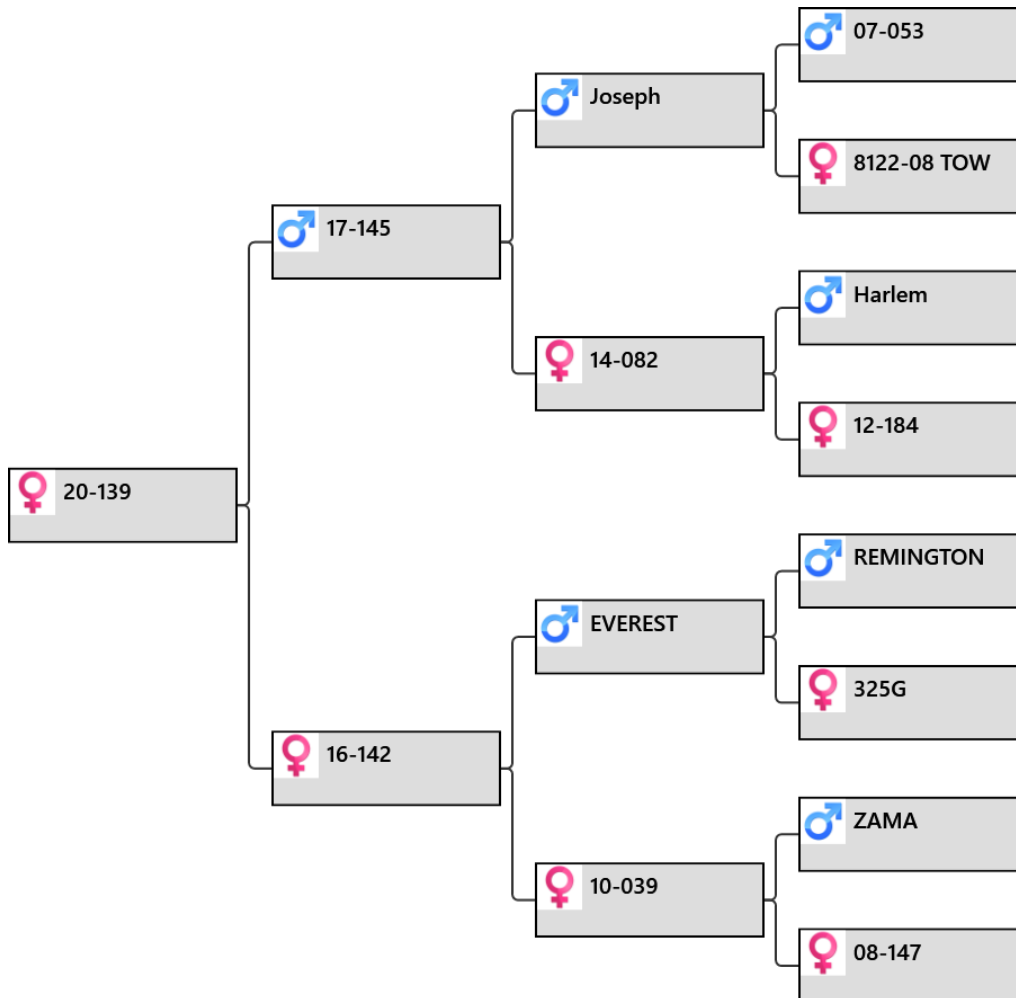 07-053
Joseph
8122-08 TOW
17-145
Harlem
14-082
12-184
20-139
REMINGTON
EVEREST
325G
16-142
ZAMA
10-039
08-147